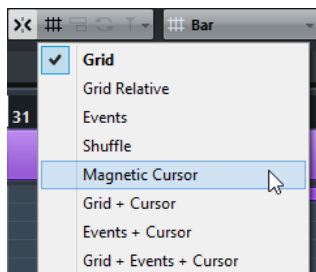 Bar
Grid
Grid Relative
31
Events
Shuffle
Magnetic Cursor
Grid + Cursor
Events + Cursor
Grid + Events + Cursor